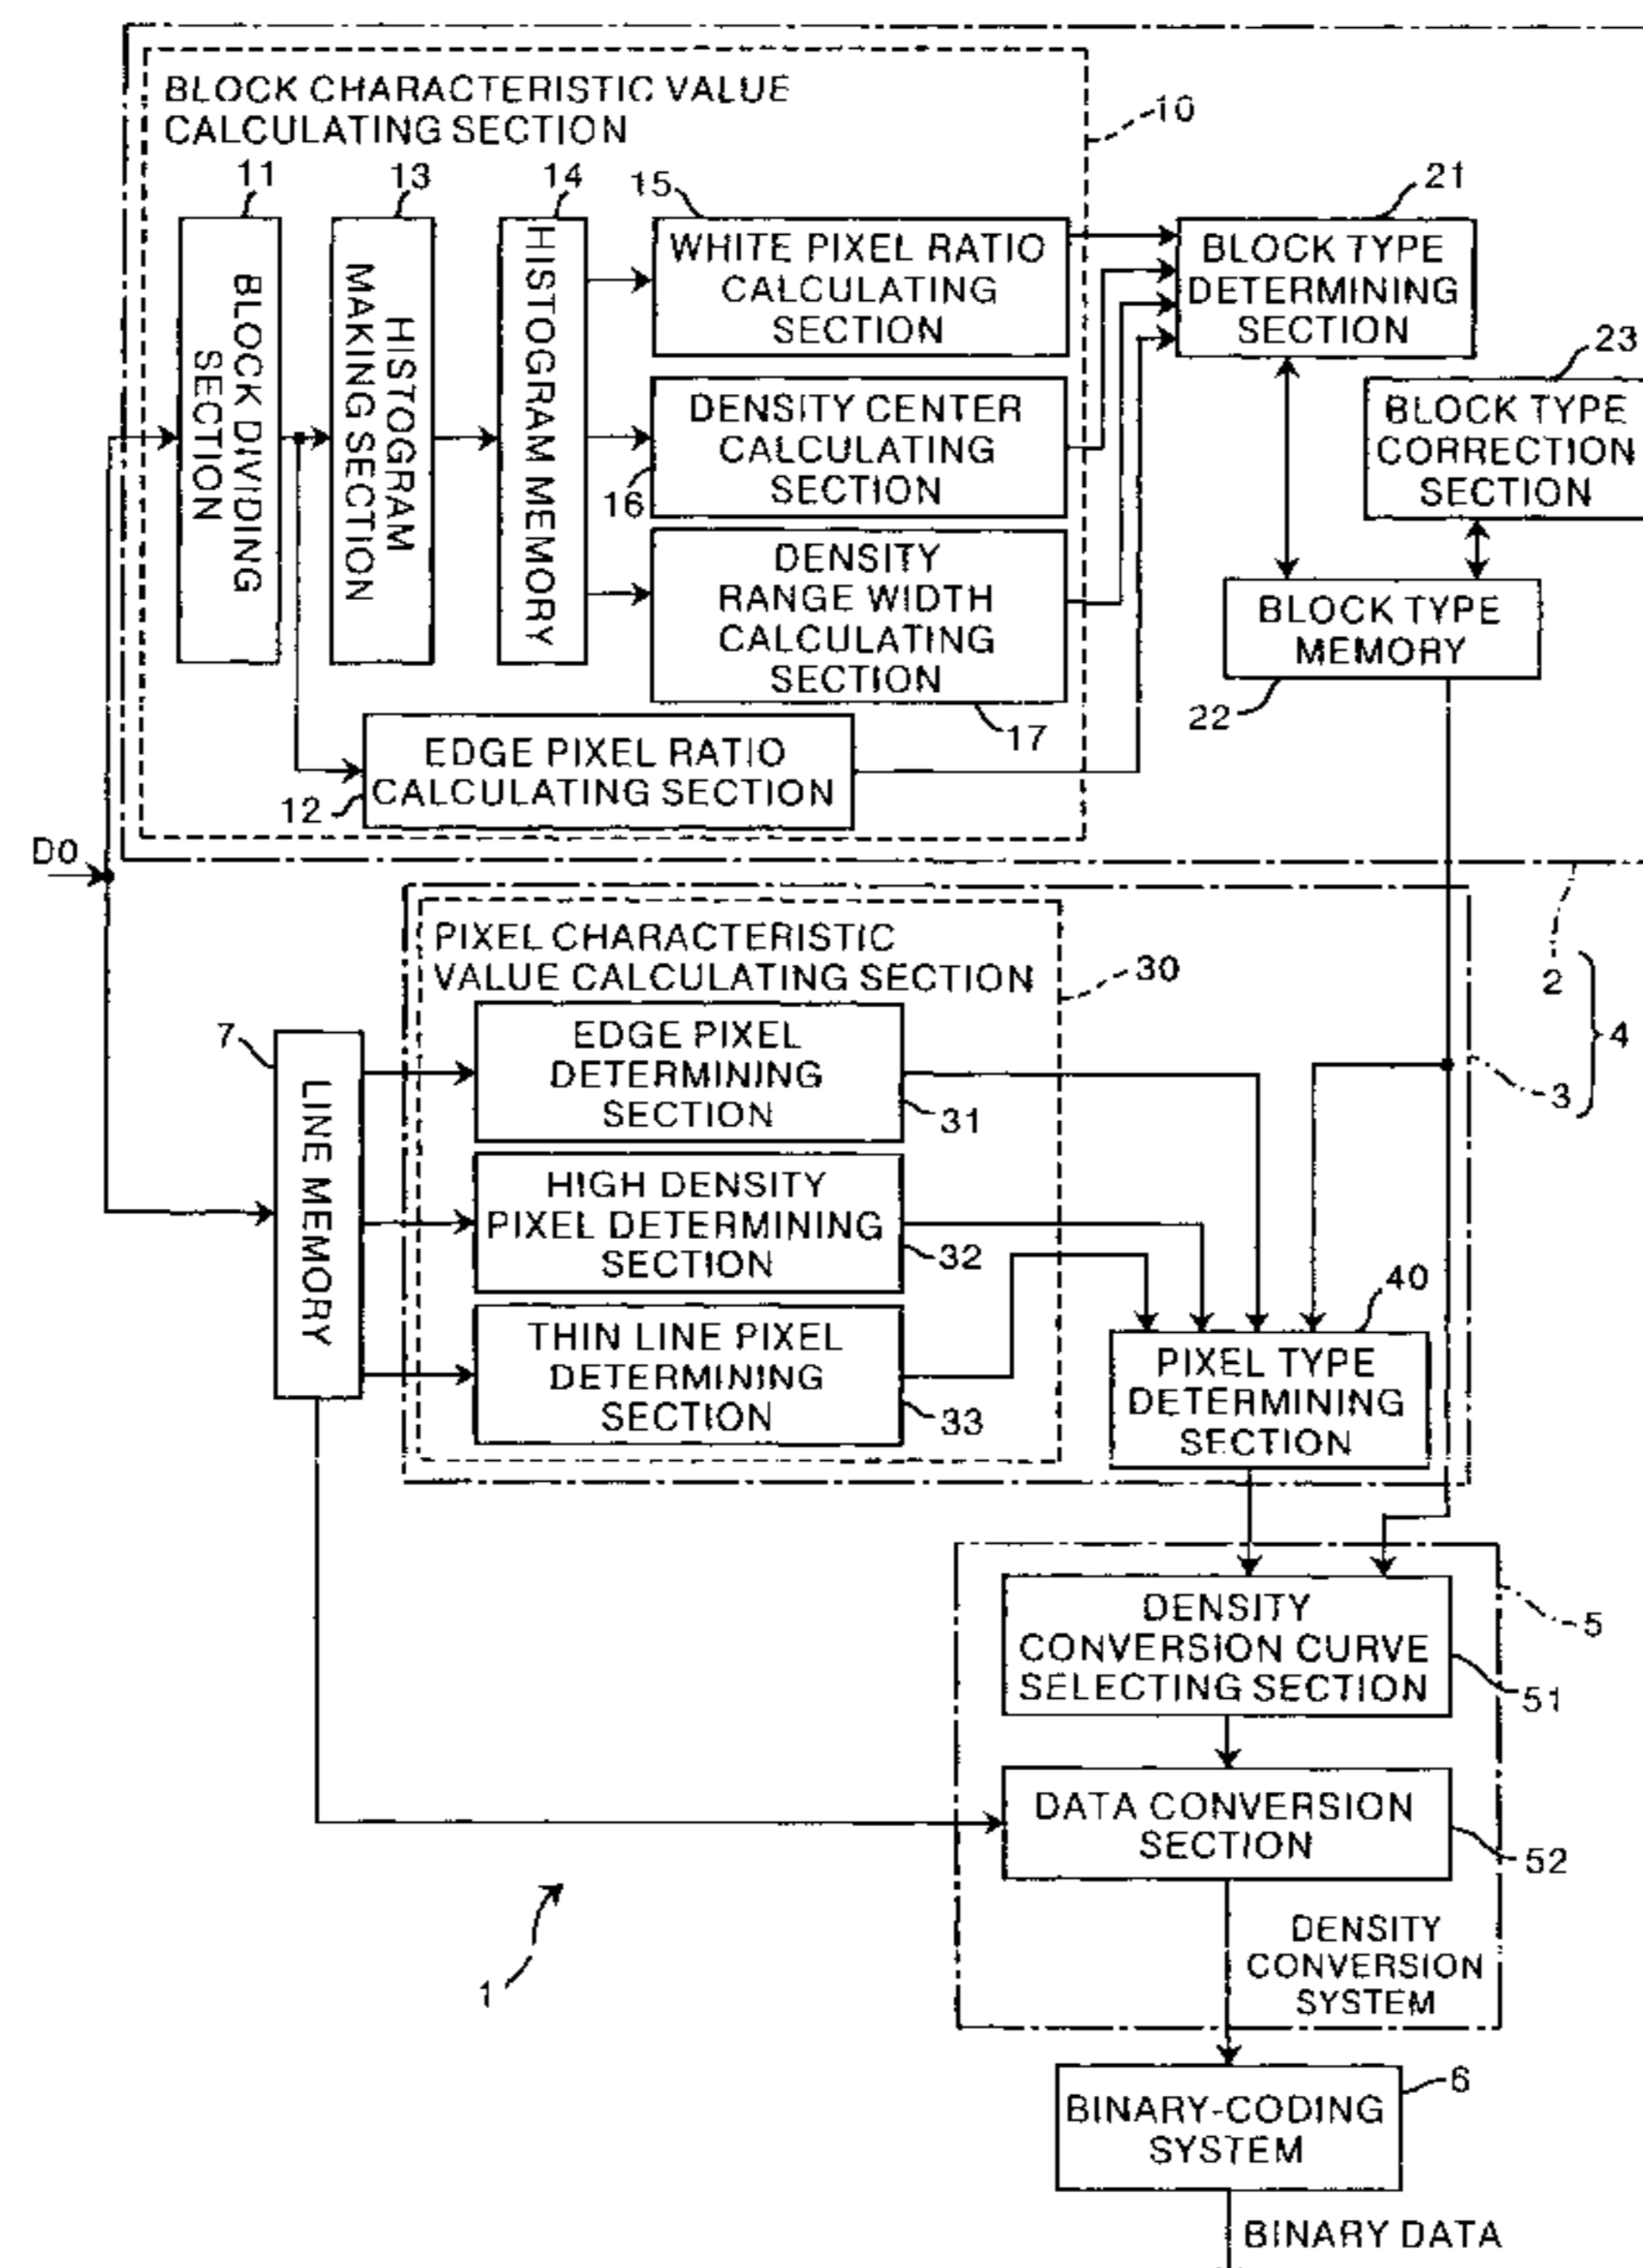 BLOCK CHARACTERISTIC VALUE
CALCULATING SECTION
10
11
13
14
15
21
BLOCK DIVIDING
SECTION
HISTOGRAM
MAKING SECTION
HISTOGRAM MEMORY
WHITE PIXEL RATIO
CALCULATING
SECTION
BLOCK TYPE
DETERMINING
SECTION
23
DENSITY CENTER
CALCULATING
SECTION
16
BLOCK TYPE
CORRECTION
SECTION
DENSITY
RANGE WIDTH
CALCULATING
SECTION
17
BLOCK TYPE
MEMORY
22
EDGE PIXEL RATIO
CALCULATING SECTION
12
D0
2
4
3
PIXEL CHARACTERISTIC
VALUE CALCULATING SECTION
30
7
LINE MEMORY
EDGE PIXEL
DETERMINING
SECTION
31
HIGH DENSITY
PIXEL DETERMINING
SECTION
32
THIN LINE PIXEL
DETERMINING
SECTION
33
40
PIXEL TYPE
DETERMINING
SECTION
5
DENSITY
CONVERSION CURVE
SELECTING SECTION
51
DATA CONVERSION
SECTION
52
DENSITY
CONVERSION
SYSTEM
1
6
BINARY-CODING
SYSTEM
BINARY DATA